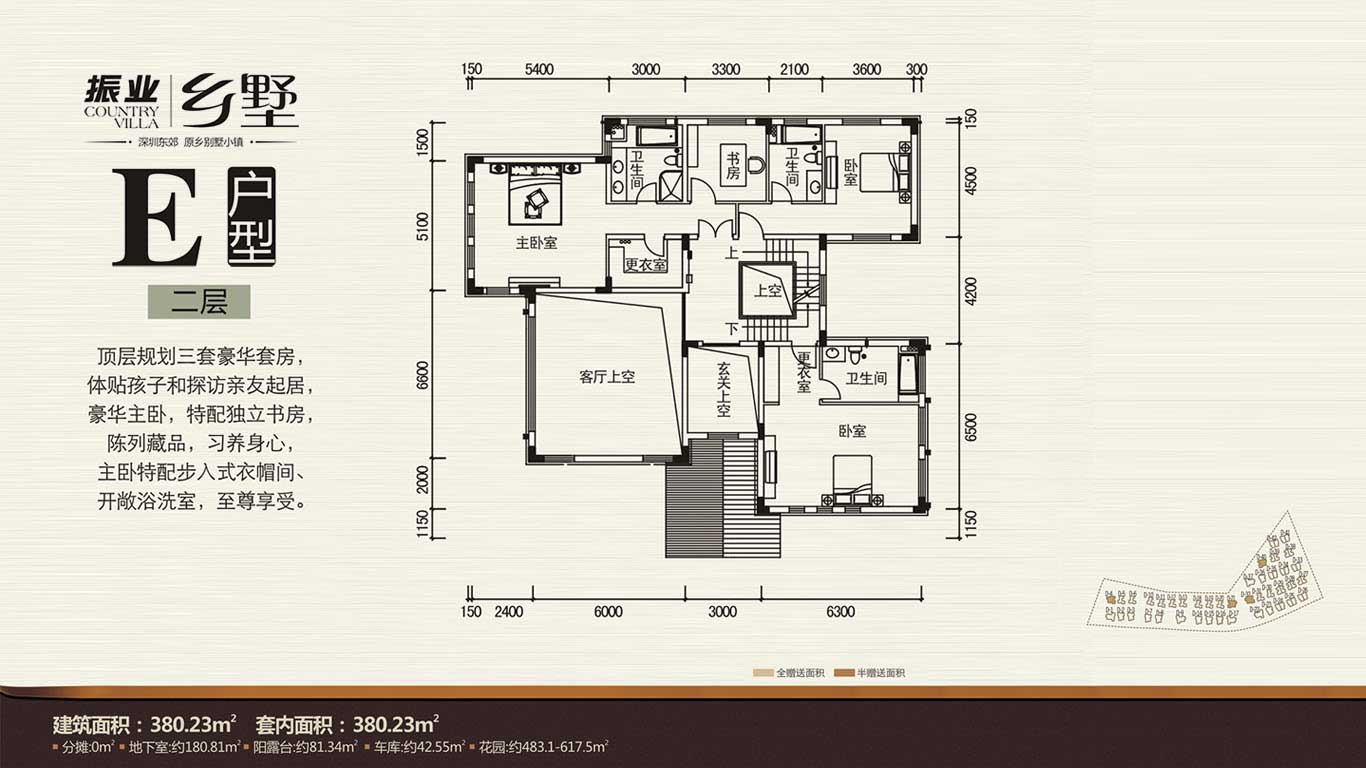 振业 乡墅
COUNTRY
VILLA
深圳东郊 原乡别墅小镇
E 户型
二层
顶层规划三套豪华套房，
体贴孩子和探访亲友起居，
豪华主卧，特配独立书房，
陈列藏品，习养身心，
主卧特配步入式衣帽间、
开敞浴洗室，至尊享受。
150 5400 3000 3300 2100 3600 300
1500
5100
6600
2000
1150
150
4500
4200
6500
1150
卫生间
书房
卫生间
卧室
主卧室
更衣室
上
上空
下
客厅上空
玄关上空
更衣室
卫生间
卧室
150 2400 6000 3000 6300
全赠送面积 半赠送面积
建筑面积：380.23㎡ 套内面积：380.23㎡
分摊:0㎡ 地下室:约180.81㎡ 阳露台:约81.34㎡ 车库:约42.55㎡ 花园:约483.1-617.5㎡